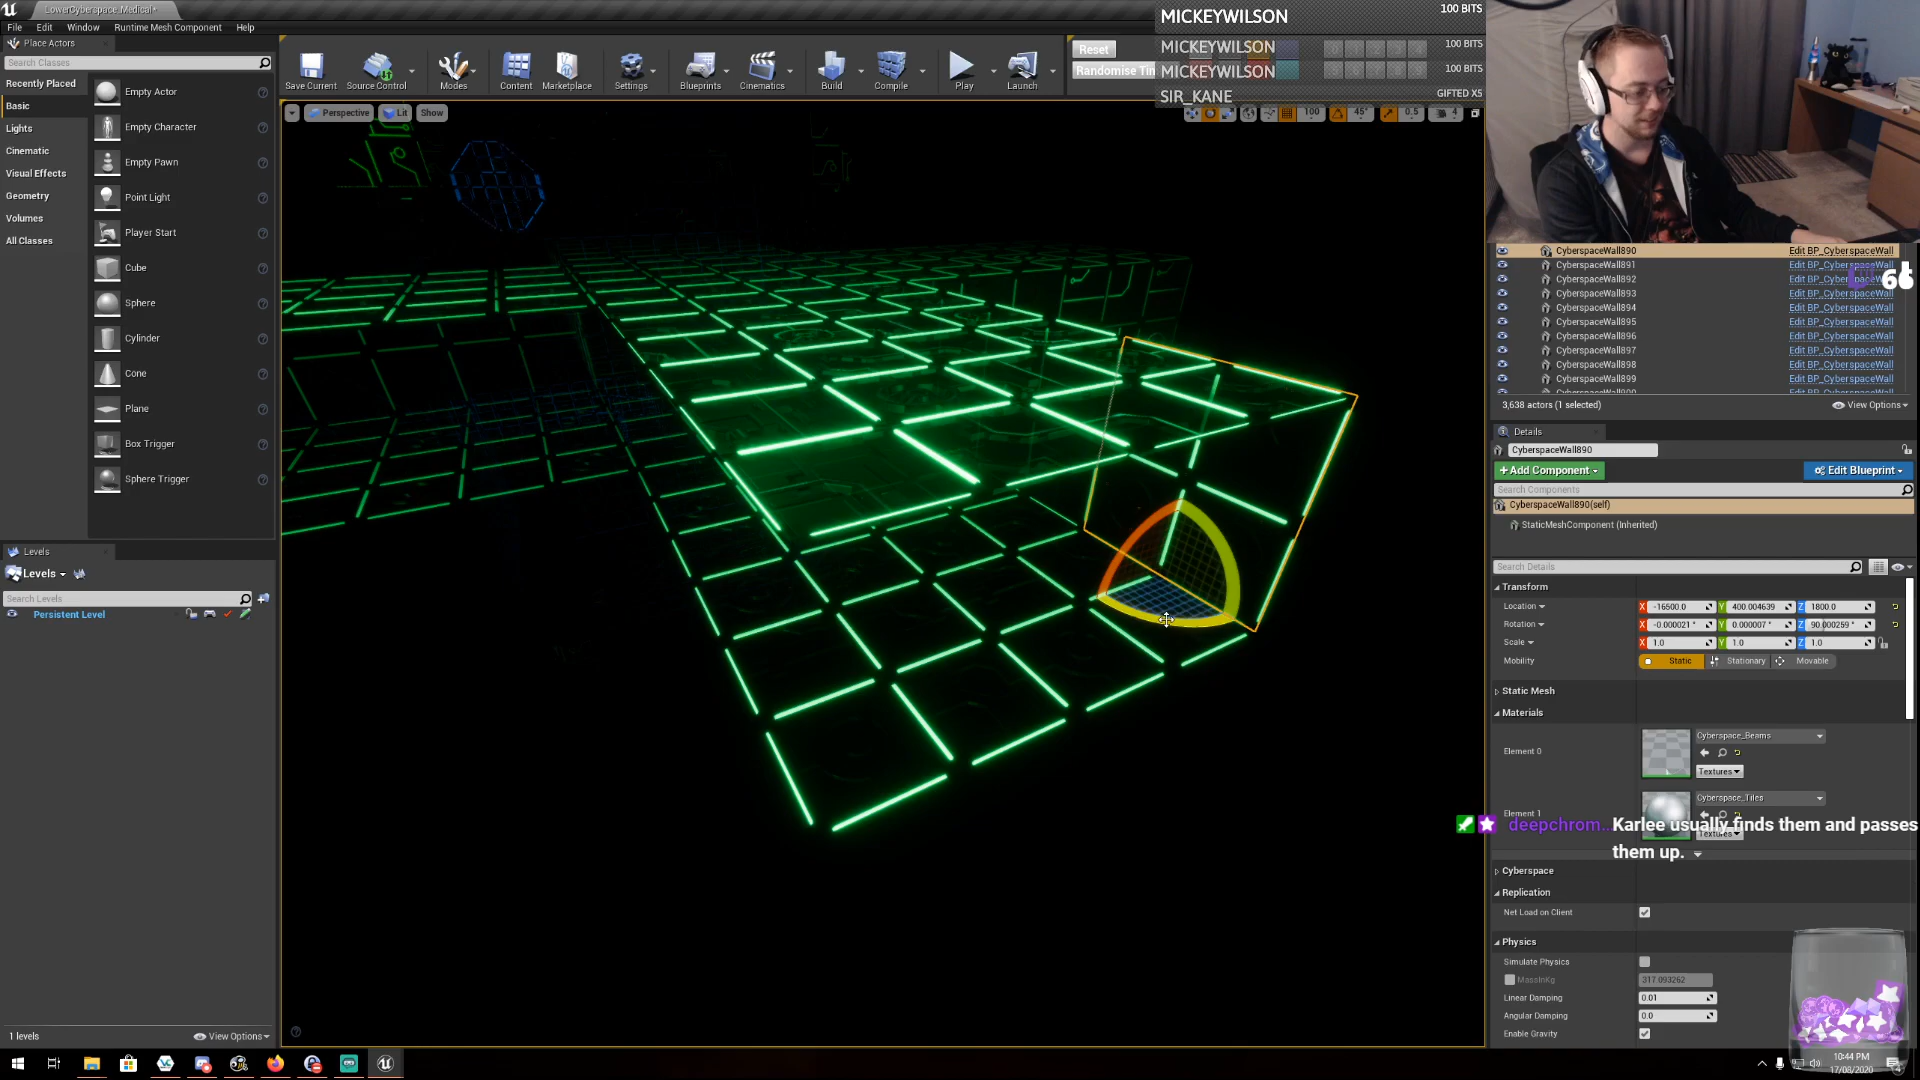 LowerCyberspace_Medical*
File Edit Window Runtime Mesh Component Help
Place Actors
Search Classes
Recently Placed
Basic
Lights
Cinematic
Visual Effects
Geometry
Volumes
All Classes
Empty Actor
Empty Character
Empty Pawn
Point Light
Player Start
Cube
Sphere
Cylinder
Cone
Plane
Box Trigger
Sphere Trigger
Levels
Levels
Search Levels
Persistent Level
1 levels
View Options
Save Current
Source Control
Modes
Content
Marketplace
Settings
Blueprints
Cinematics
Build
Compile
Play
Launch
Reset
Randomise Tin
Perspective
Lit
Show
100
45°
0.5
4
MICKEYWILSON 100 BITS
MICKEYWILSON 100 BITS
MICKEYWILSON 100 BITS
SIR_KANE GIFTED X5
CyberspaceWall890 Edit BP_CyberspaceWall
CyberspaceWall891 Edit BP_CyberspaceWall
CyberspaceWall892 Edit BP_CyberspaceWall
CyberspaceWall893 Edit BP_CyberspaceWall
CyberspaceWall894 Edit BP_CyberspaceWall
CyberspaceWall895 Edit BP_CyberspaceWall
CyberspaceWall896 Edit BP_CyberspaceWall
CyberspaceWall897 Edit BP_CyberspaceWall
CyberspaceWall898 Edit BP_CyberspaceWall
CyberspaceWall899 Edit BP_CyberspaceWall
3,638 actors (1 selected)
View Options
Details
CyberspaceWall890
+Add Component
Edit Blueprint
Search Components
CyberspaceWall890(self)
StaticMeshComponent (Inherited)
Search Details
Transform
Location X -16500.0 Y 400.004639 Z 1800.0
Rotation X -0.000021° Y 0.000007° Z 90.000259°
Scale X 1.0 Y 1.0 Z 1.0
Mobility Static Stationary Movable
Static Mesh
Materials
Element 0
Cyberspace_Beams
Textures
Element 1
Cyberspace_Tiles
Textures
deepchrom... Karlee usually finds them and passes
them up.
Cyberspace
Replication
Net Load on Client
Physics
Simulate Physics
MassInKg 317.093262
Linear Damping 0.01
Angular Damping 0.0
Enable Gravity
10:44 PM
17/08/2020